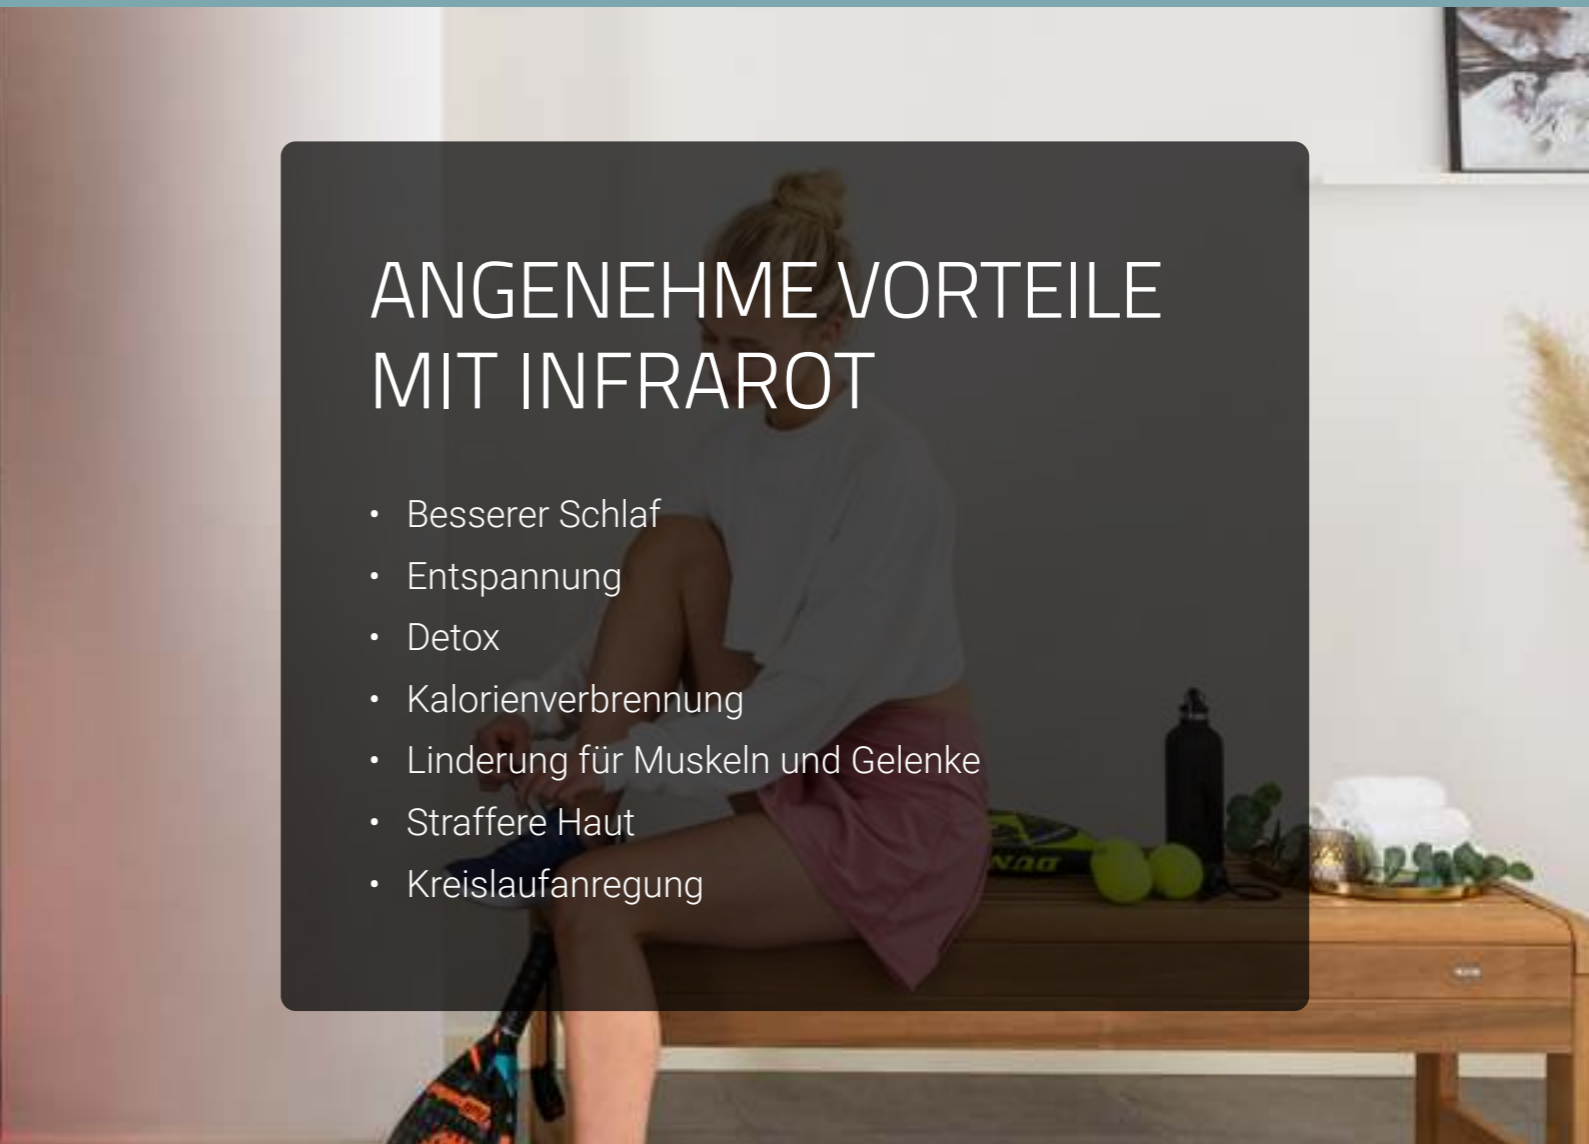 ANGENEHME VORTEILE
MIT INFRAROT
• Besserer Schlaf
• Entspannung
• Detox
• Kalorienverbrennung
• Linderung für Muskeln und Gelenke
• Straffere Haut
• Kreislaufanregung